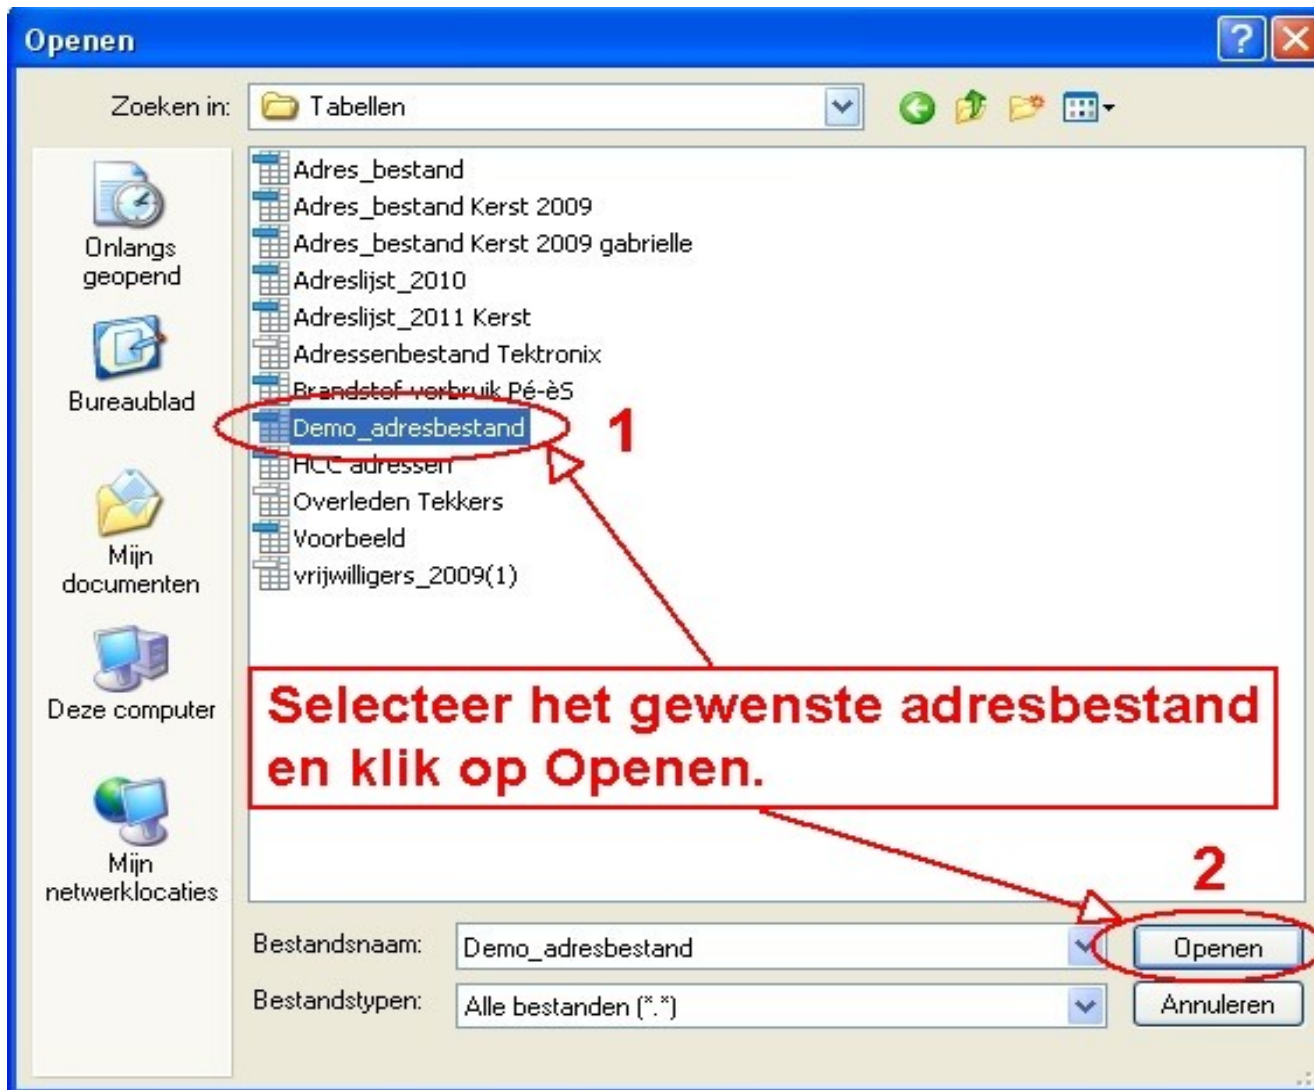 Openen
Zoeken in:
Tabellen
Onlangs
geopend
Bureaublad
Mijn
documenten
Deze computer
Mijn
netwerklocaties
Adres_bestand
Adres_bestand Kerst 2009
Adres_bestand Kerst 2009 gabrielle
Adreslijst_2010
Adreslijst_2011 Kerst
Adressenbestand Tektronix
Brandstof verbruik Pé-èS
Demo_adresbestand
1
HCC adressen
Overleden Tekkers
Voorbeeld
vrijwilligers_2009(1)
Selecteer het gewenste adresbestand
en klik op Openen.
2
Bestandsnaam:
Demo_adresbestand
Openen
Bestandstypen:
Alle bestanden (*.*)
Annuleren